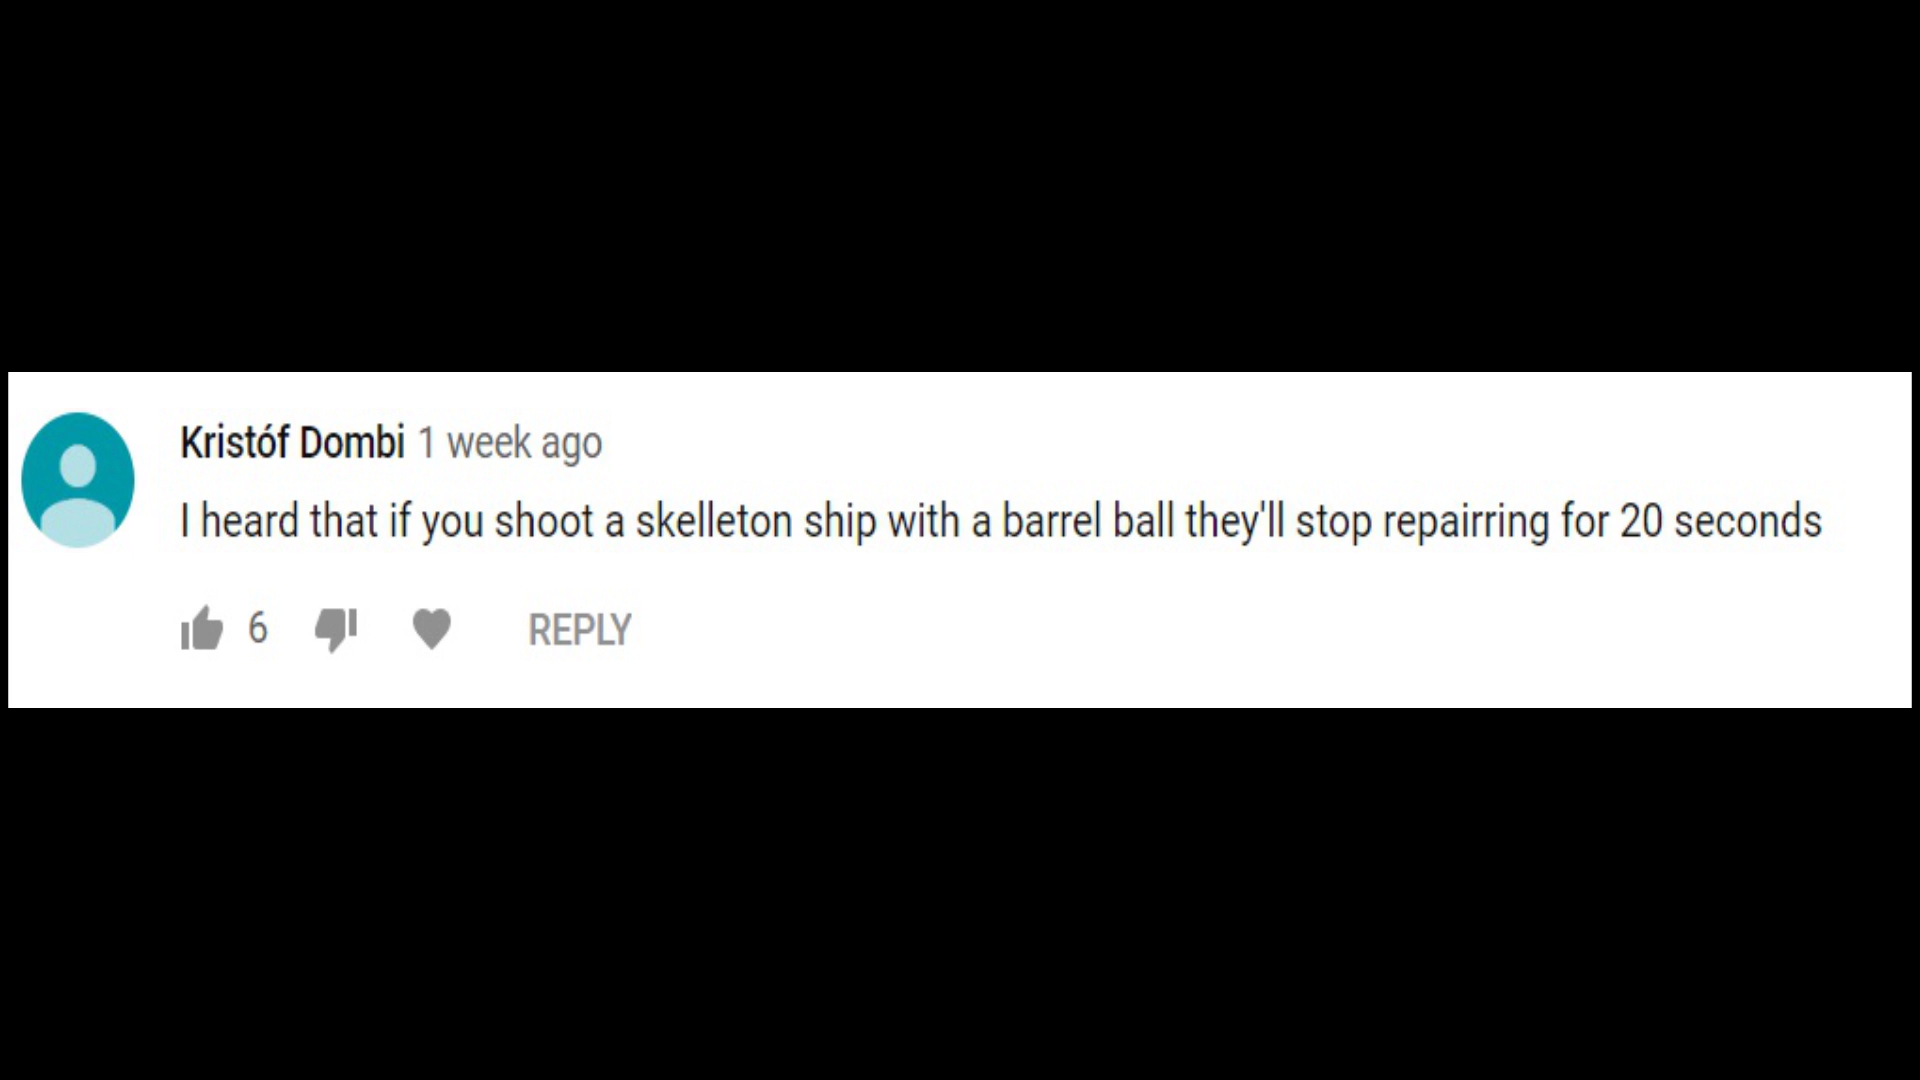 Kristóf Dombi 1 week ago
I heard that if you shoot a skelleton ship with a barrel ball they'll stop repairring for 20 seconds
6 REPLY